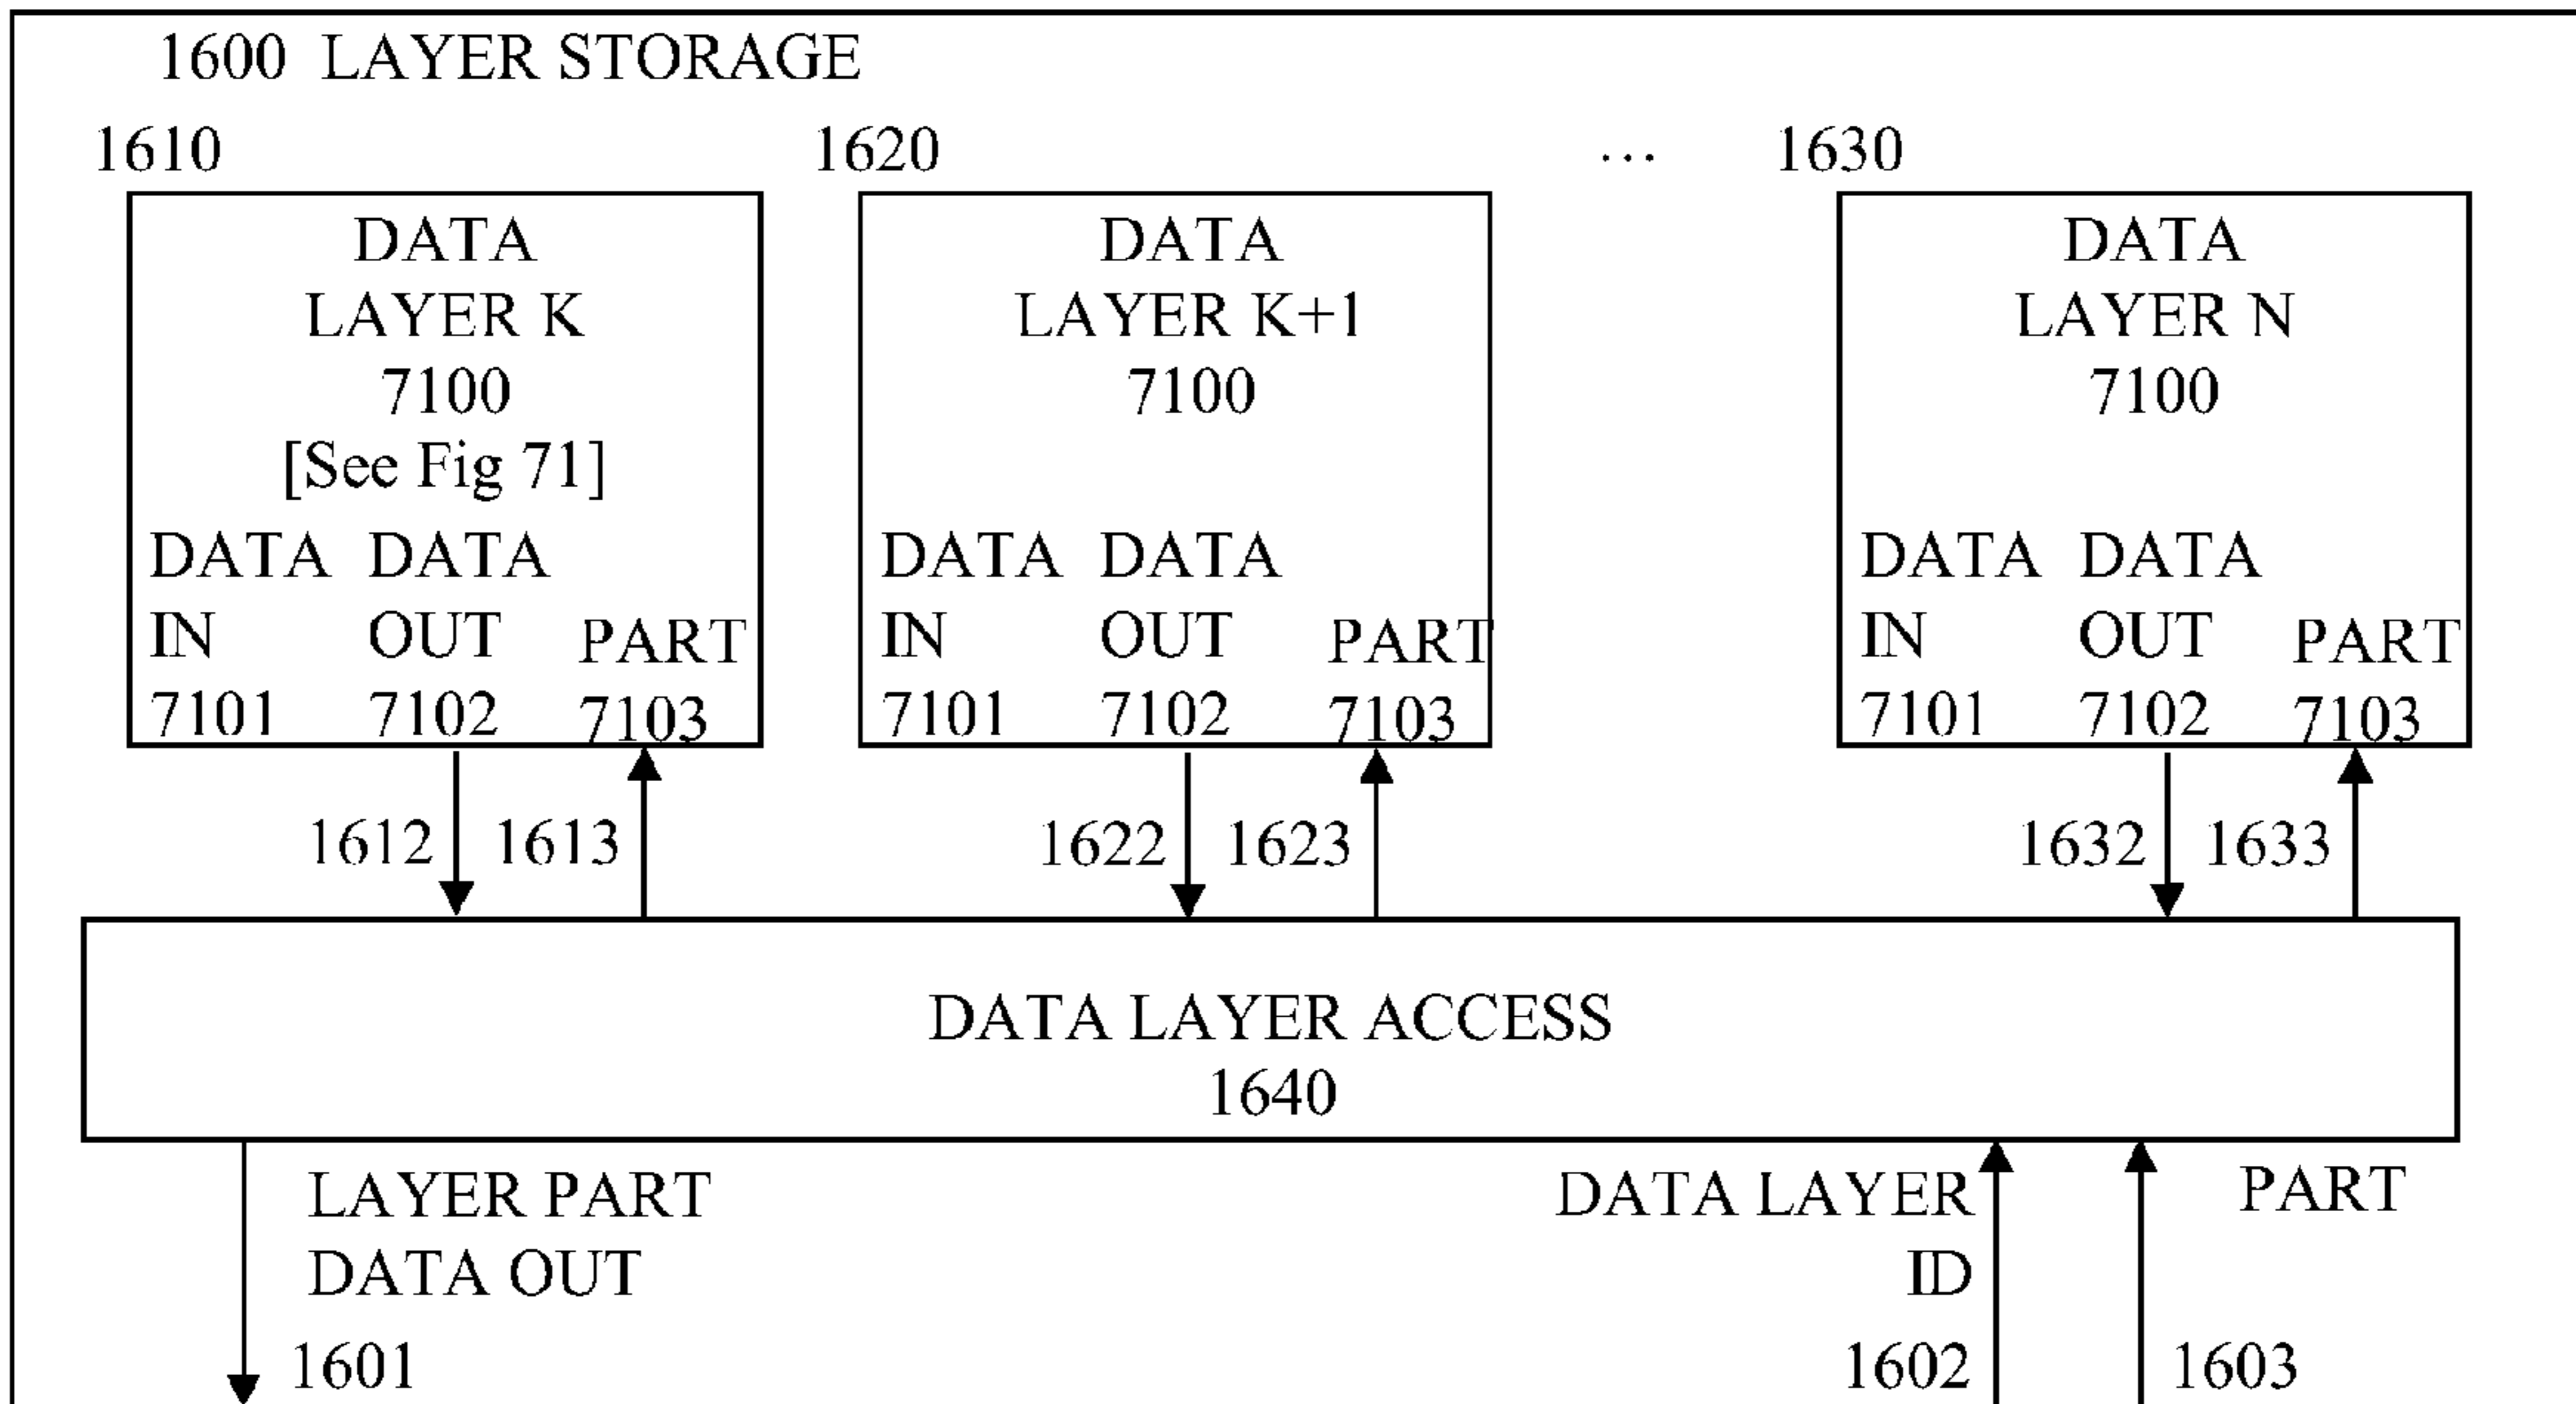 1600 LAYER STORAGE
1610
1620
...
1630
DATA
LAYER K
7100
[See Fig 71]
DATA DATA
IN OUT PART
7101 7102 7103
DATA
LAYER K+1
7100
DATA DATA
IN OUT PART
7101 7102 7103
DATA
LAYER N
7100
DATA DATA
IN OUT PART
7101 7102 7103
1612
1613
1622
1623
1632
1633
DATA LAYER ACCESS
1640
LAYER PART
DATA OUT
1601
DATA LAYER
ID
1602
PART
1603